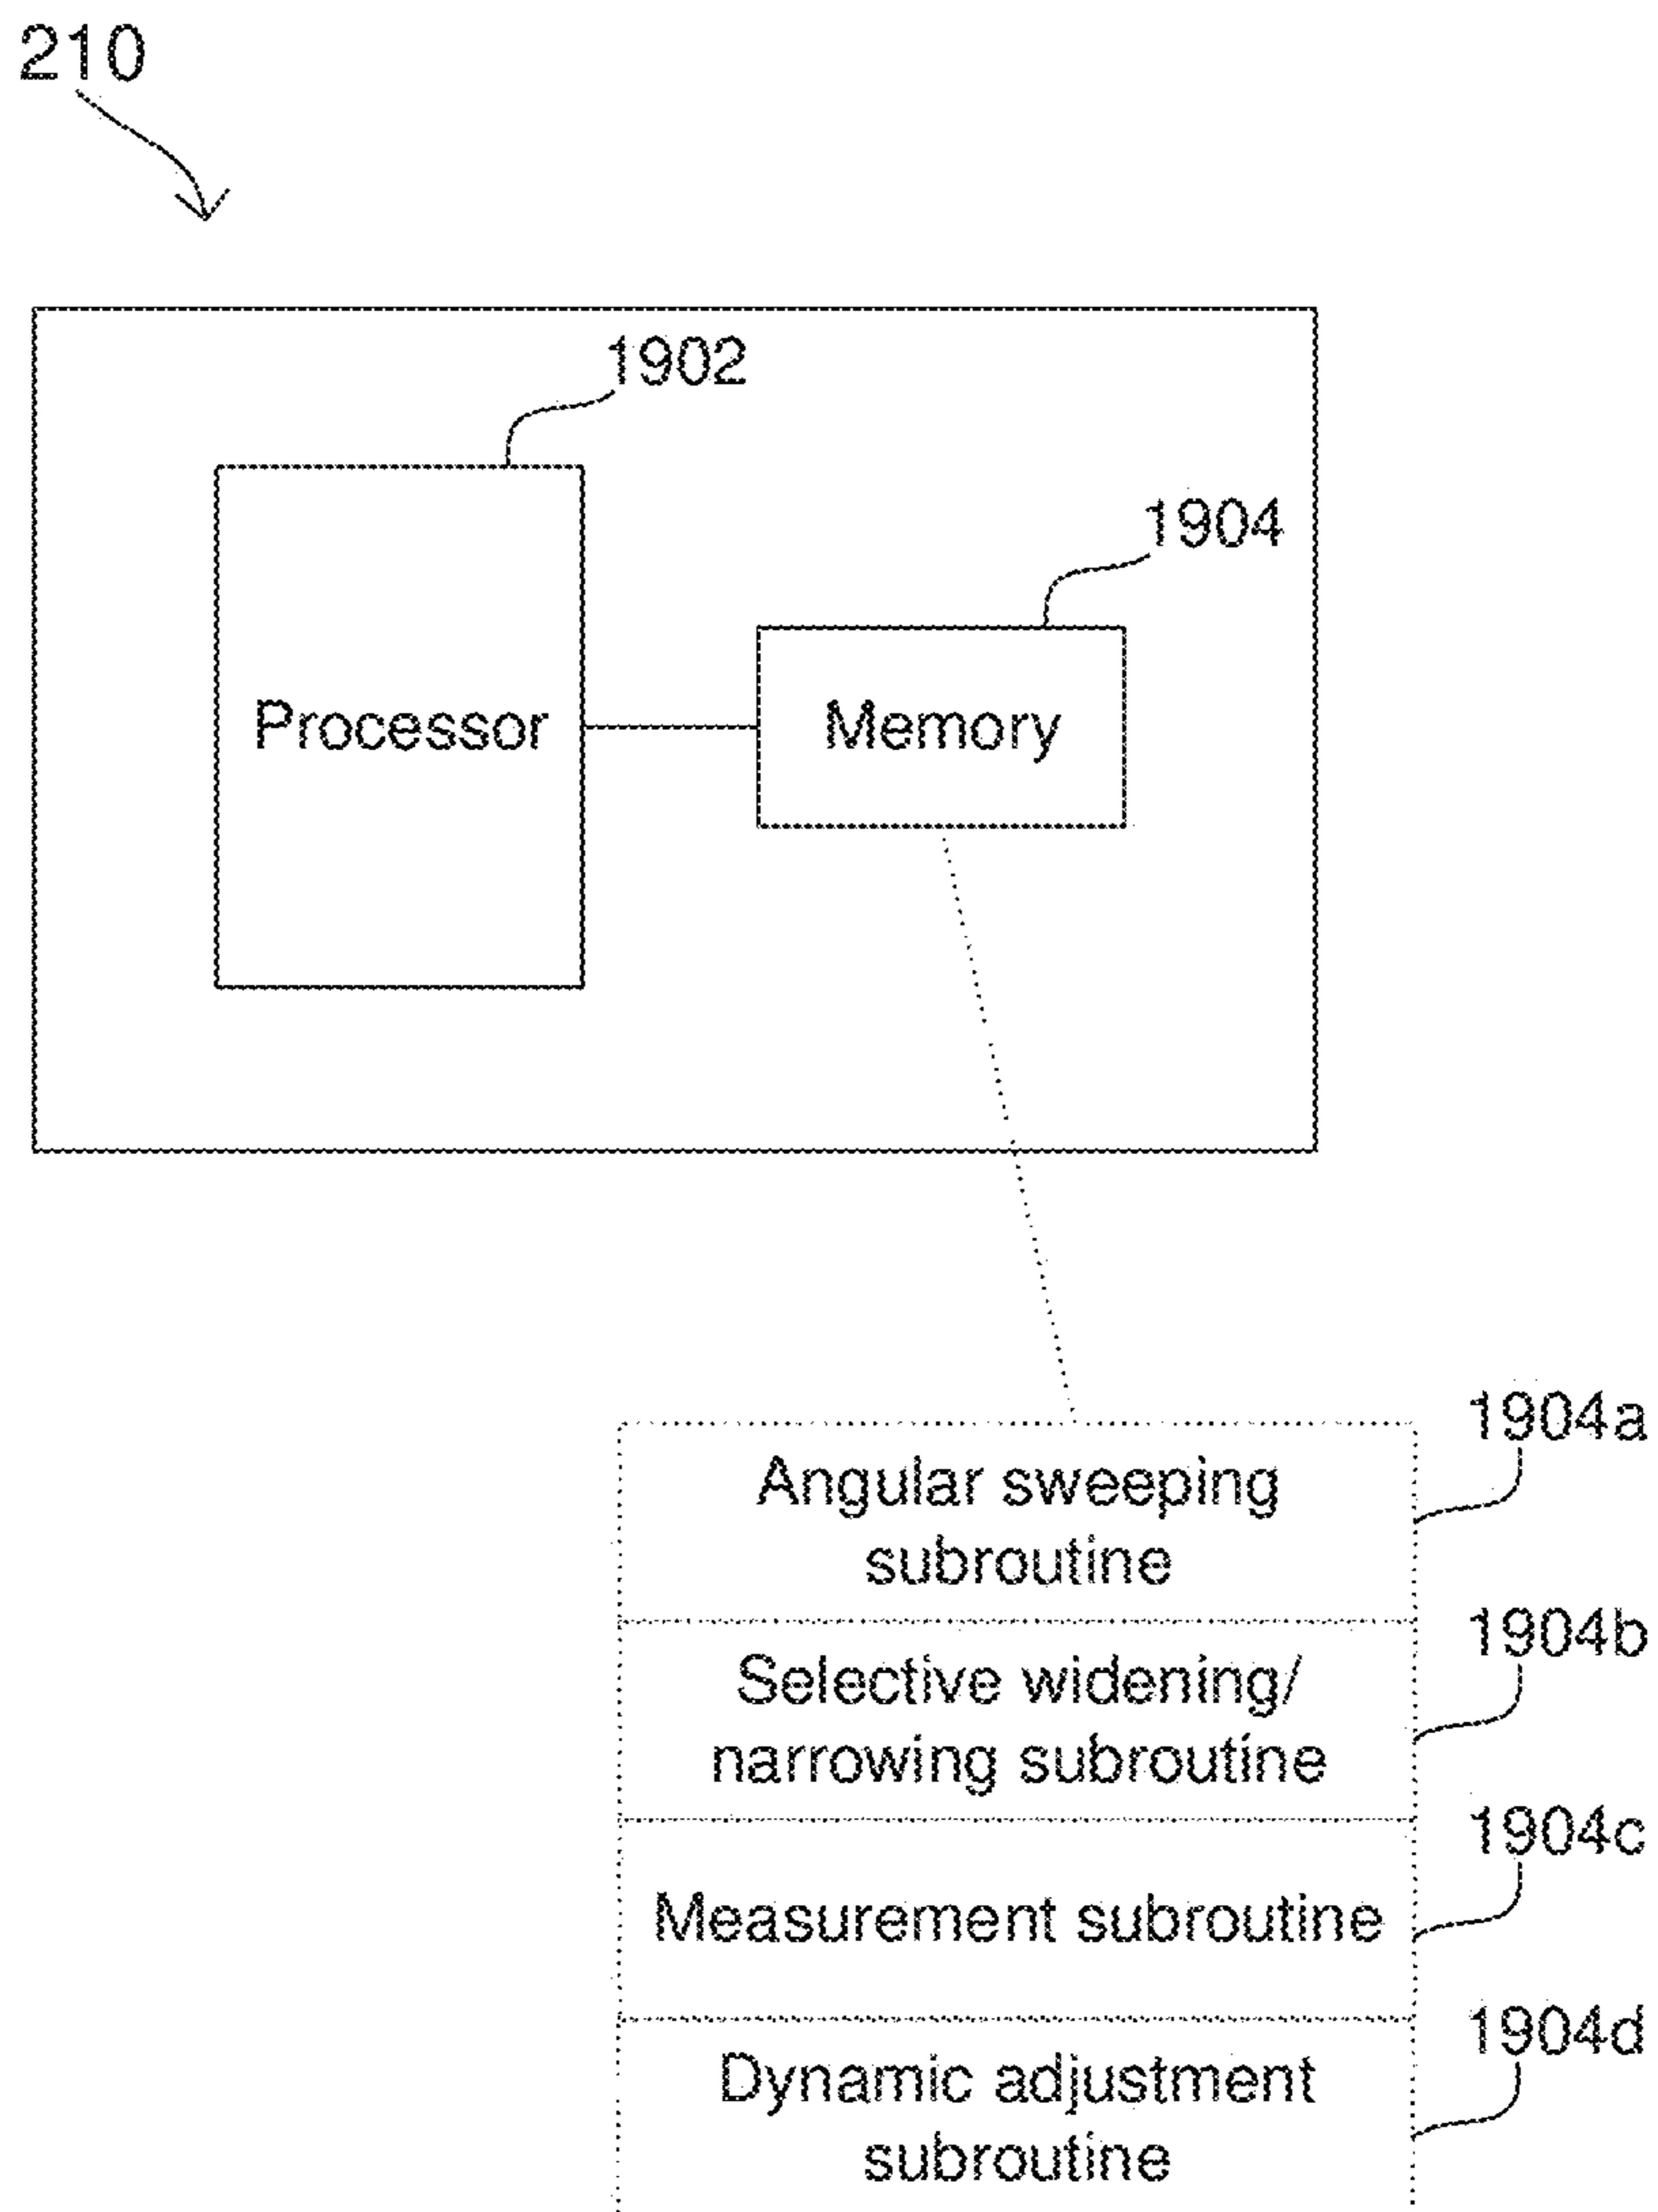 210
1902
1904
Processor
Memory
1904a
Angular sweeping
subroutine
1904b
Selective widening/
narrowing subroutine
1904c
Measurement subroutine
1904d
Dynamic adjustment
subroutine